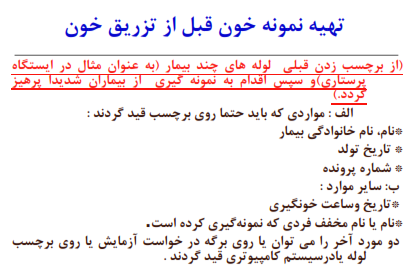 تهیه نمونه خون قبل از تزریق خون
(از برچسب زدن قبلی لوله های چند بیمار (به عنوان مثال در ایستگاه
پرستاری)و سپس اقدام به نمونه گیری از بیماران شدیدا پرهیز
گردد.)
الف : مواردی که باید حتما روی برچسب قید گردند :
*نام، نام خانوادگی بیمار
* تاریخ تولد
* شماره پرونده
ب: سایر موارد :
*تاریخ وساعت خونگیری
*نام یا نام مخفف فردی که نمونه‌گیری کرده است.
دو مورد آخر را می توان یا روی برگه در خواست آزمایش یا روی برچسب
لوله یادرسیستم کامپیوتری قید گردند .